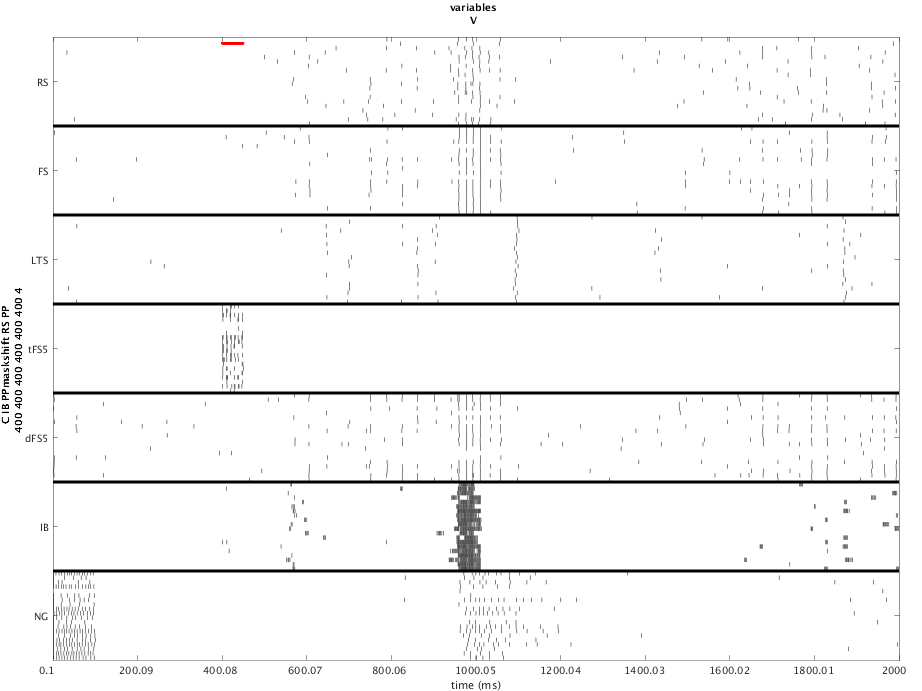 variables
V
RS
FS
LTS
tFS5
dFS5
IB
NG
C IB PPmaskshift RS PP
400 400 400 400 400 400 4
0.1 200.09 400.08 600.07 800.06 1000.05 1200.04 1400.03 1600.02 1800.01 2000
time (ms)